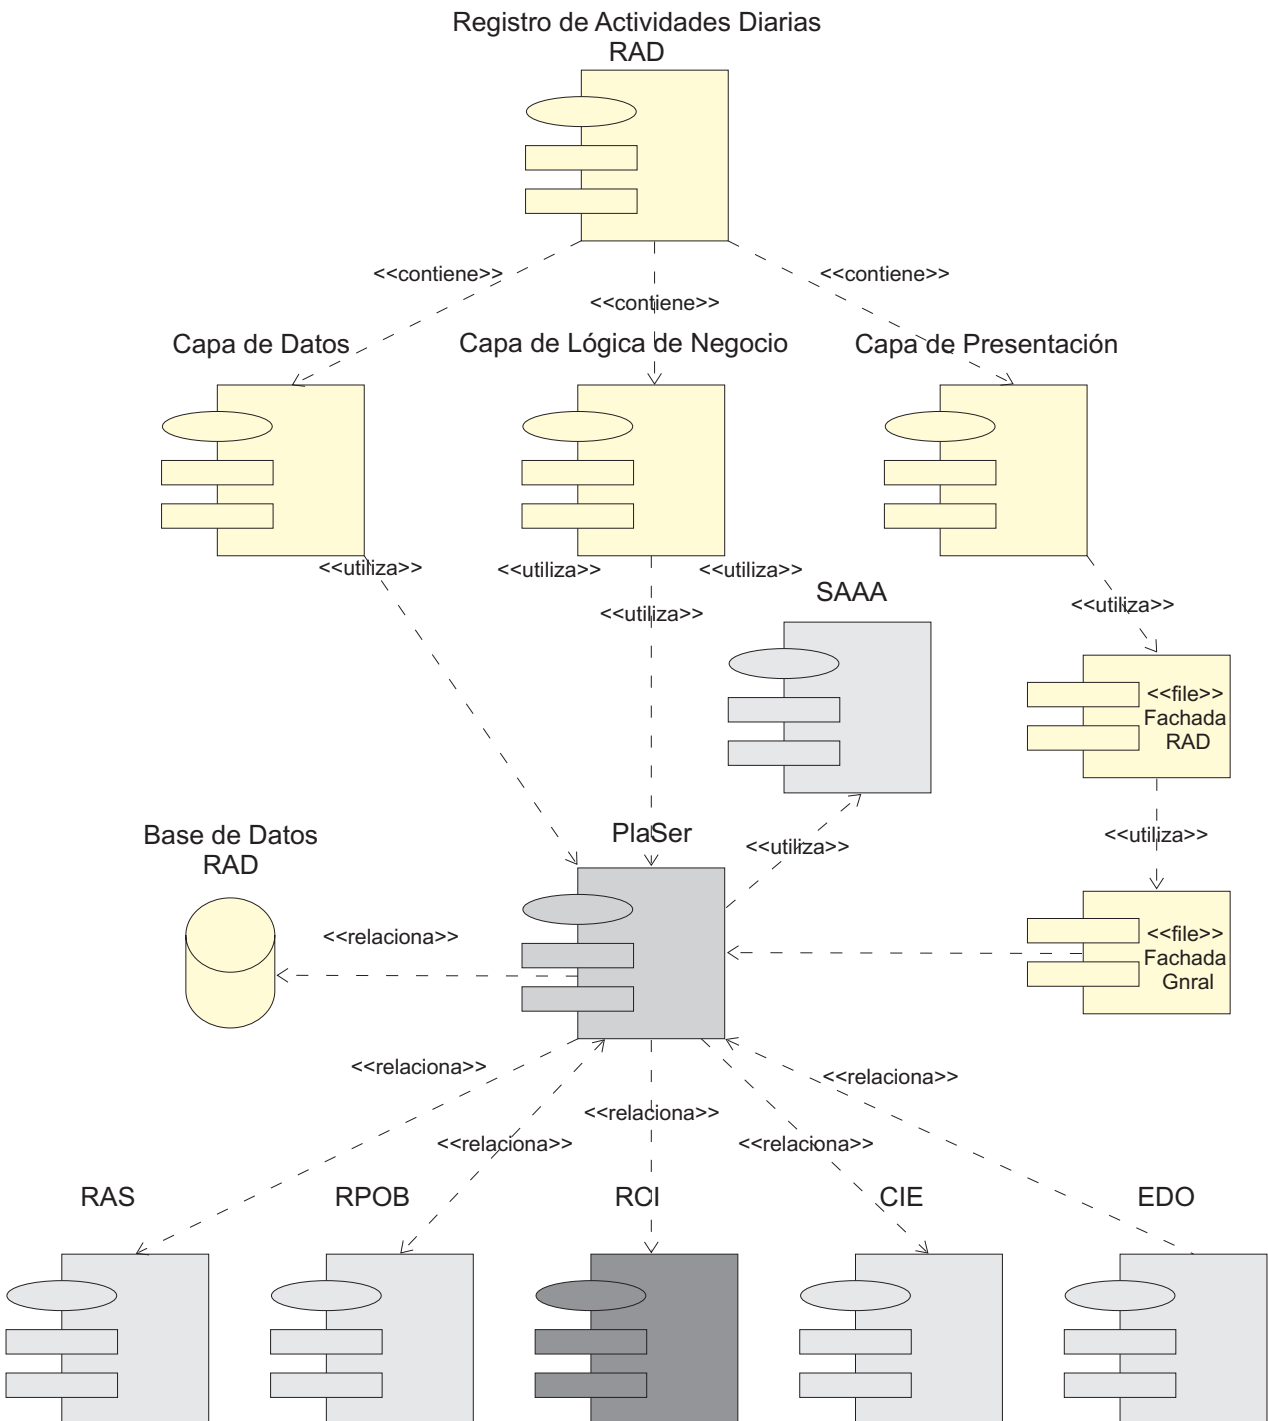 Registro de Actividades Diarias
RAD
<<contiene>>
<<contiene>>
<<contiene>>
Capa de Datos
Capa de Lógica de Negocio
Capa de Presentación
<<utiliza>>
<<utiliza>>
<<utiliza>>
<<utiliza>>
<<utiliza>>
SAAA
<<file>>
Fachada
RAD
Base de Datos
RAD
PlaSer
<<utiliza>>
<<utiliza>>
<<relaciona>>
<<file>>
Fachada
Gnral
<<relaciona>>
<<relaciona>>
<<relaciona>>
<<relaciona>>
<<relaciona>>
RAS
RPOB
RCI
CIE
EDO